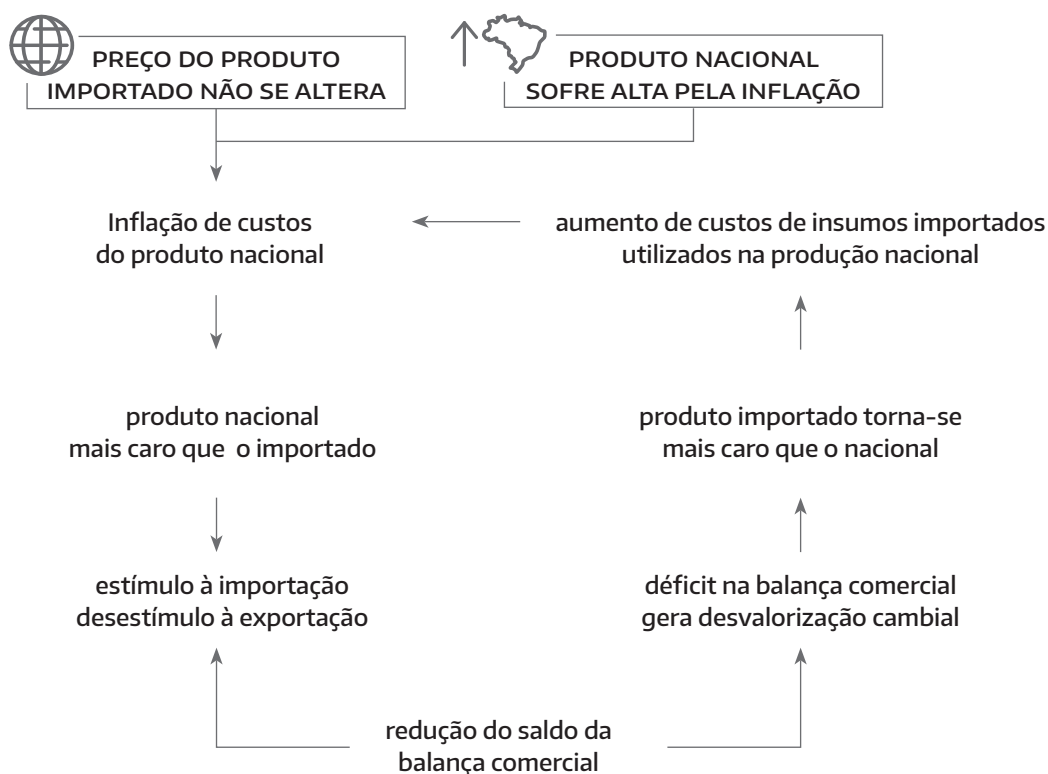 PREÇO DO PRODUTO
IMPORTADO NÃO SE ALTERA
PRODUTO NACIONAL
SOFRE ALTA PELA INFLAÇÃO
Inflação de custos
do produto nacional
aumento de custos de insumos importados
utilizados na produção nacional
produto nacional
mais caro que o importado
produto importado torna-se
mais caro que o nacional
estímulo à importação
desestímulo à exportação
déficit na balança comercial
gera desvalorização cambial
redução do saldo da
balança comercial